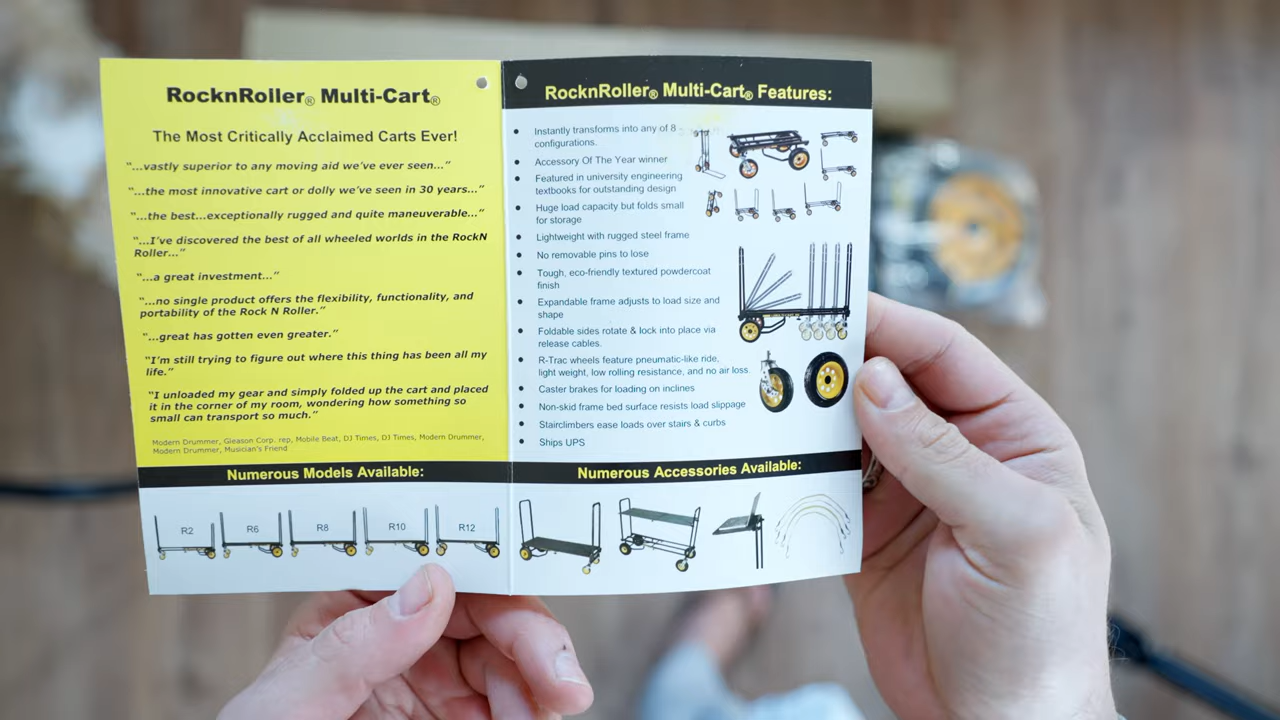 RocknRoller® Multi-Cart®
The Most Critically Acclaimed Carts Ever!
“...vastly superior to any moving aid we’ve ever seen...”
“...the most innovative cart or dolly we’ve seen in 30 years...”
“...the best...exceptionally rugged and quite maneuverable...”
“...I’ve discovered the best of all wheeled worlds in the RockN
Roller...”
“...a great investment...”
“...no single product offers the flexibility, functionality, and
portability of the Rock N Roller.”
“...great has gotten even greater.”
“I’m still trying to figure out where this thing has been all my
life.”
“I unloaded my gear and simply folded up the cart and placed
it in the corner of my room, wondering how something so
small can transport so much.”
Modern Drummer, Gleason Corp. rep, Mobile Beat, DJ Times, DJ Times, Modern Drummer,
Modern Drummer, Musician’s Friend
Numerous Models Available:
R2
R6
R8
R10
R12
RocknRoller® Multi-Cart® Features:
• Instantly transforms into any of 8
configurations.
• Accessory Of The Year winner
• Featured in university engineering
textbooks for outstanding design
• Huge load capacity but folds small
for storage
• Lightweight with rugged steel frame
• No removable pins to lose
• Tough, eco-friendly textured powdercoat
finish
• Expandable frame adjusts to load size and
shape
• Foldable sides rotate & lock into place via
release cables.
• R-Trac wheels feature pneumatic-like ride,
light weight, low rolling resistance, and no air loss.
• Caster brakes for loading on inclines
• Non-skid frame bed surface resists load slippage
• Stairclimbers ease loads over stairs & curbs
• Ships UPS
Numerous Accessories Available: